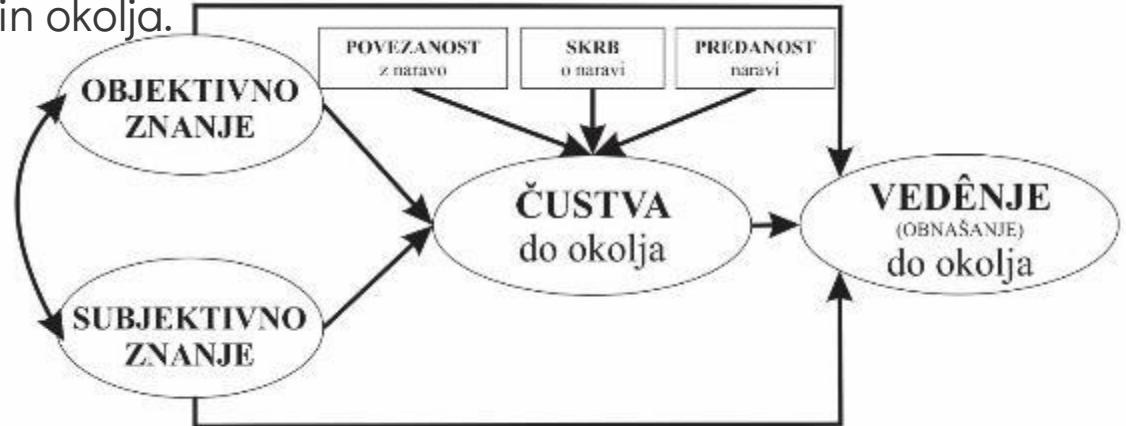 in okolja.
POVEZANOST
z naravo
SKRB
o naravi
PREDANOST
naravi
OBJEKTIVNO
ZNANJE
ČUSTVA
do okolja
VEDÊNJE
(OBNAŠANJE)
do okolja
SUBJEKTIVNO
ZNANJE